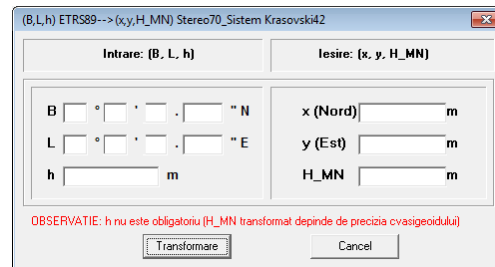 (B,L,h) ETRS89-->(x,y,H_MN) Stereo70_Sistem Krasovski42
Intrare: (B, L, h) Iesire: (x, y, H_MN)
B ° ' . " N x (Nord) m
L ° ' . " E y (Est) m
h m H_MN m
OBSERVATIE: h nu este obligatoriu (H_MN transformat depinde de precizia cvasigeoidului)
Transformare Cancel